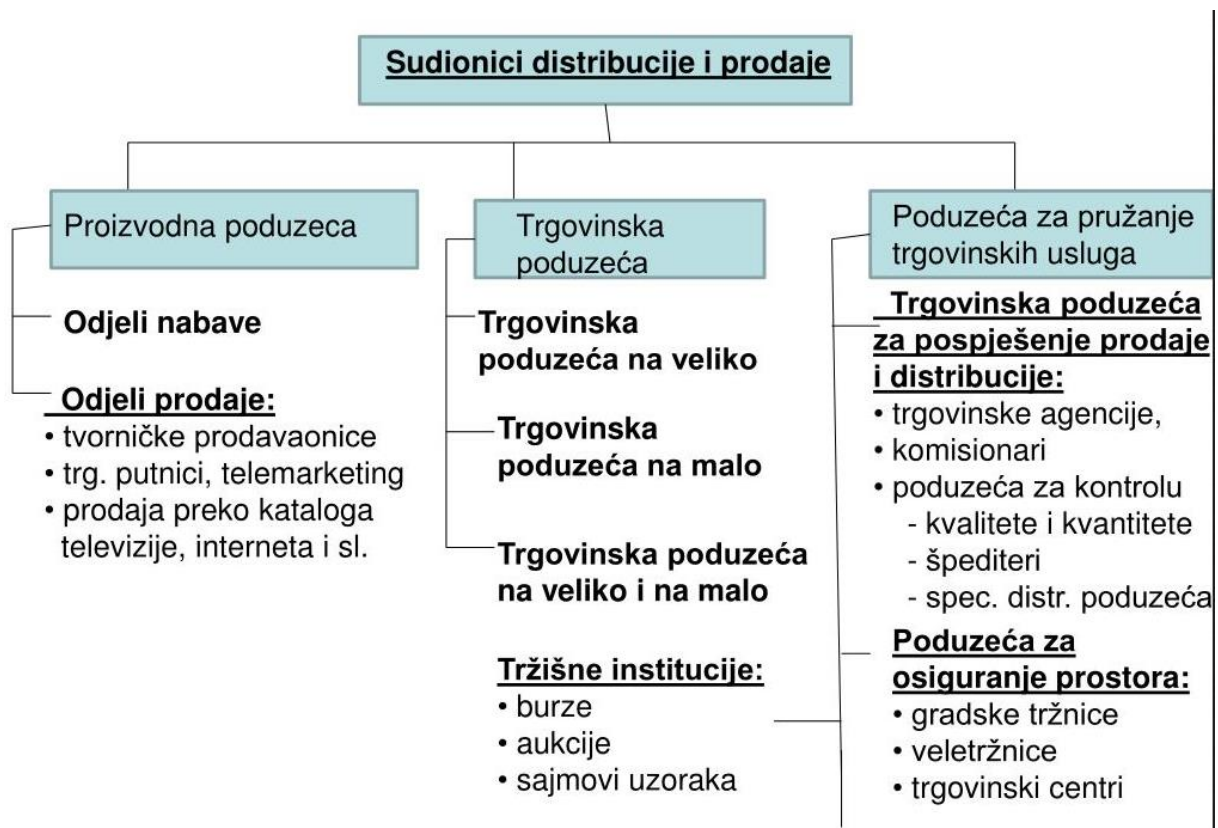 Sudionici distribucije i prodaje
Proizvodna poduzeca
Odjeli nabave
Odjeli prodaje:
• tvorničke prodavaonice
• trg. putnici, telemarketing
• prodaja preko kataloga
televizije, interneta i sl.
Trgovinska
poduzeća
Trgovinska
poduzeća na veliko
Trgovinska
poduzeća na malo
Trgovinska poduzeća
na veliko i na malo
Tržišne institucije:
• burze
• aukcije
• sajmovi uzoraka
Poduzeća za pružanje
trgovinskih usluga
Trgovinska poduzeća
za pospješenje prodaje
i distribucije:
• trgovinske agencije,
• komisionari
• poduzeća za kontrolu
- kvalitete i kvantitete
- špediteri
- spec. distr. poduzeća
Poduzeća za
osiguranje prostora:
• gradske tržnice
• veletržnice
• trgovinski centri